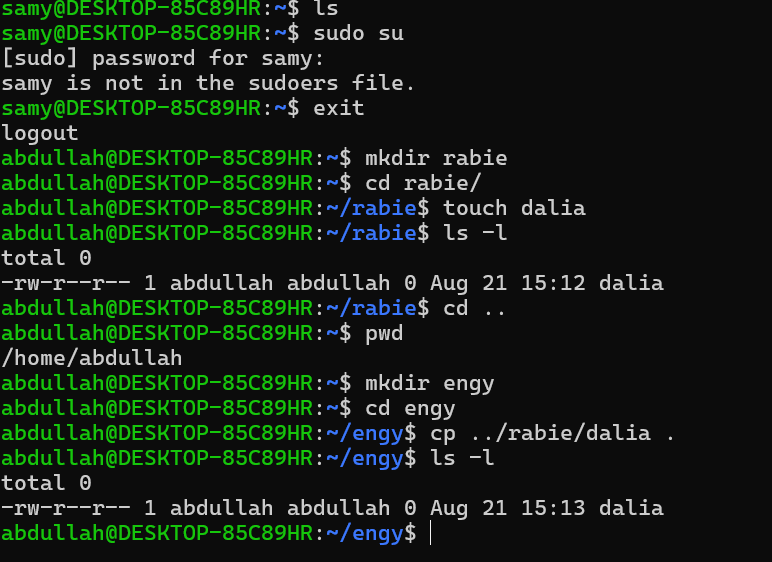 samy@DESKTOP-85C89HR:~$ ls
samy@DESKTOP-85C89HR:~$ sudo su
[sudo] password for samy:
samy is not in the sudoers file.
samy@DESKTOP-85C89HR:~$ exit
logout
abdullah@DESKTOP-85C89HR:~$ mkdir rabie
abdullah@DESKTOP-85C89HR:~$ cd rabie/
abdullah@DESKTOP-85C89HR:~/rabie$ touch dalia
abdullah@DESKTOP-85C89HR:~/rabie$ ls -l
total 0
-rw-r--r-- 1 abdullah abdullah 0 Aug 21 15:12 dalia
abdullah@DESKTOP-85C89HR:~/rabie$ cd ..
abdullah@DESKTOP-85C89HR:~$ pwd
/home/abdullah
abdullah@DESKTOP-85C89HR:~$ mkdir engy
abdullah@DESKTOP-85C89HR:~$ cd engy
abdullah@DESKTOP-85C89HR:~/engy$ cp ../rabie/dalia .
abdullah@DESKTOP-85C89HR:~/engy$ ls -l
total 0
-rw-r--r-- 1 abdullah abdullah 0 Aug 21 15:13 dalia
abdullah@DESKTOP-85C89HR:~/engy$